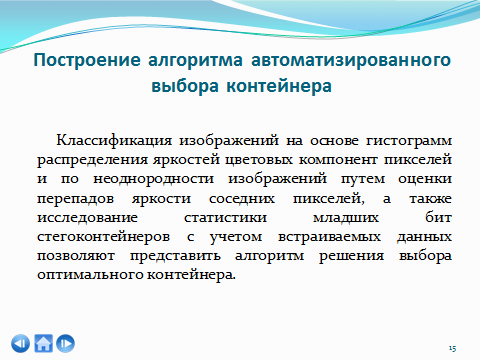 Построение алгоритма автоматизированного
выбора контейнера
Классификация изображений на основе гистограмм
распределения яркостей цветовых компонент пикселей
и по неоднородности изображений путем оценки
перепадов яркости соседних пикселей, а также
исследование статистики младших бит
стегоконтейнеров с учетом встраиваемых данных
позволяют представить алгоритм решения выбора
оптимального контейнера.
15